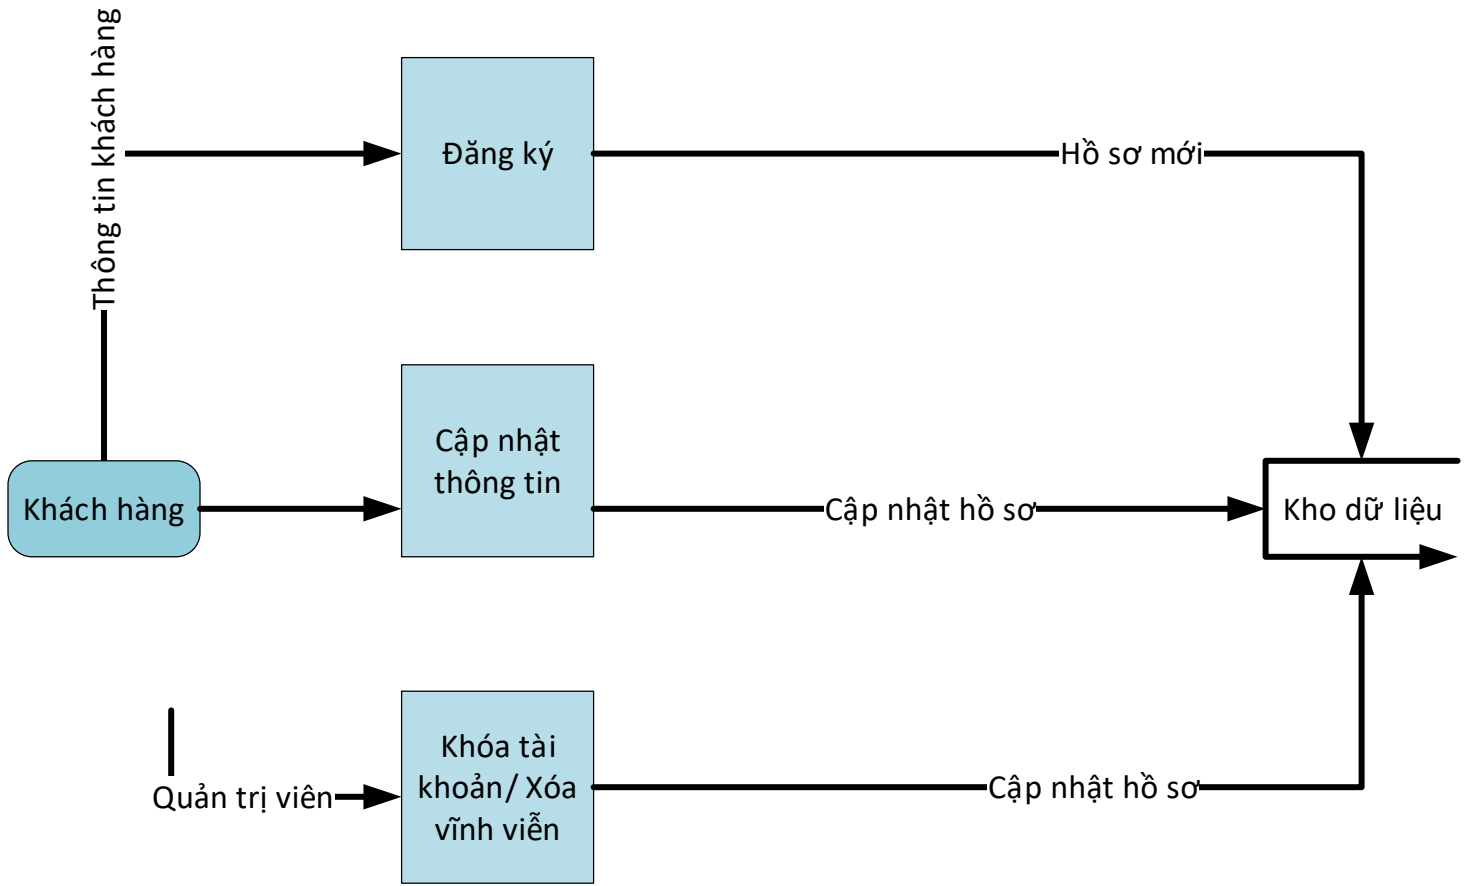 Thông tin khách hàng
Đăng ký
Hồ sơ mới
Cập nhật
thông tin
Khách hàng
Cập nhật hồ sơ
Kho dữ liệu
Khóa tài
khoản/ Xóa
vĩnh viễn
Quản trị viên
Cập nhật hồ sơ